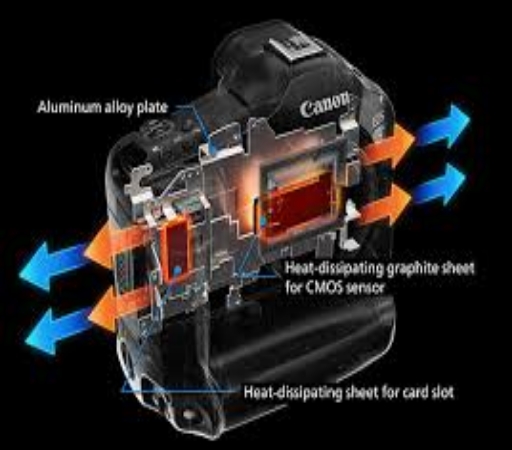 Canon
Aluminum alloy plate
Heat-dissipating graphite sheet
for CMOS sensor
Heat-dissipating sheet for card slot